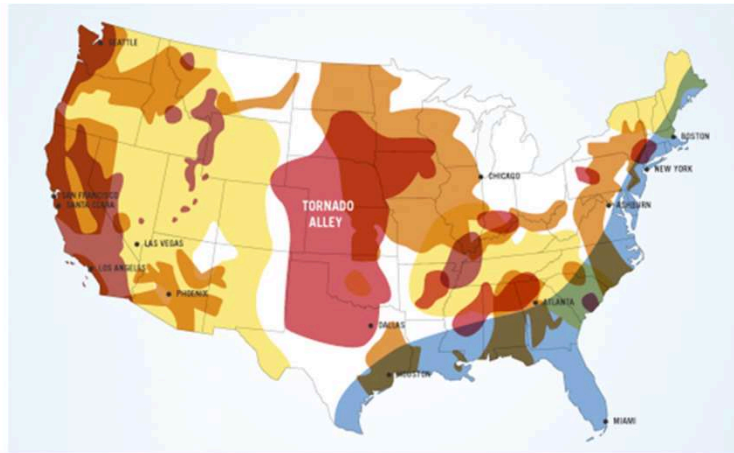 SEATTLE
BOSTON
NEW YORK
CHICAGO
SAN FRANCISCO
SANTA CLARA
TORNADO
ALLEY
ASHBURN
LAS VEGAS
LOS ANGELES
PHOENIX
ATLANTA
DALLAS
HOUSTON
MIAMI